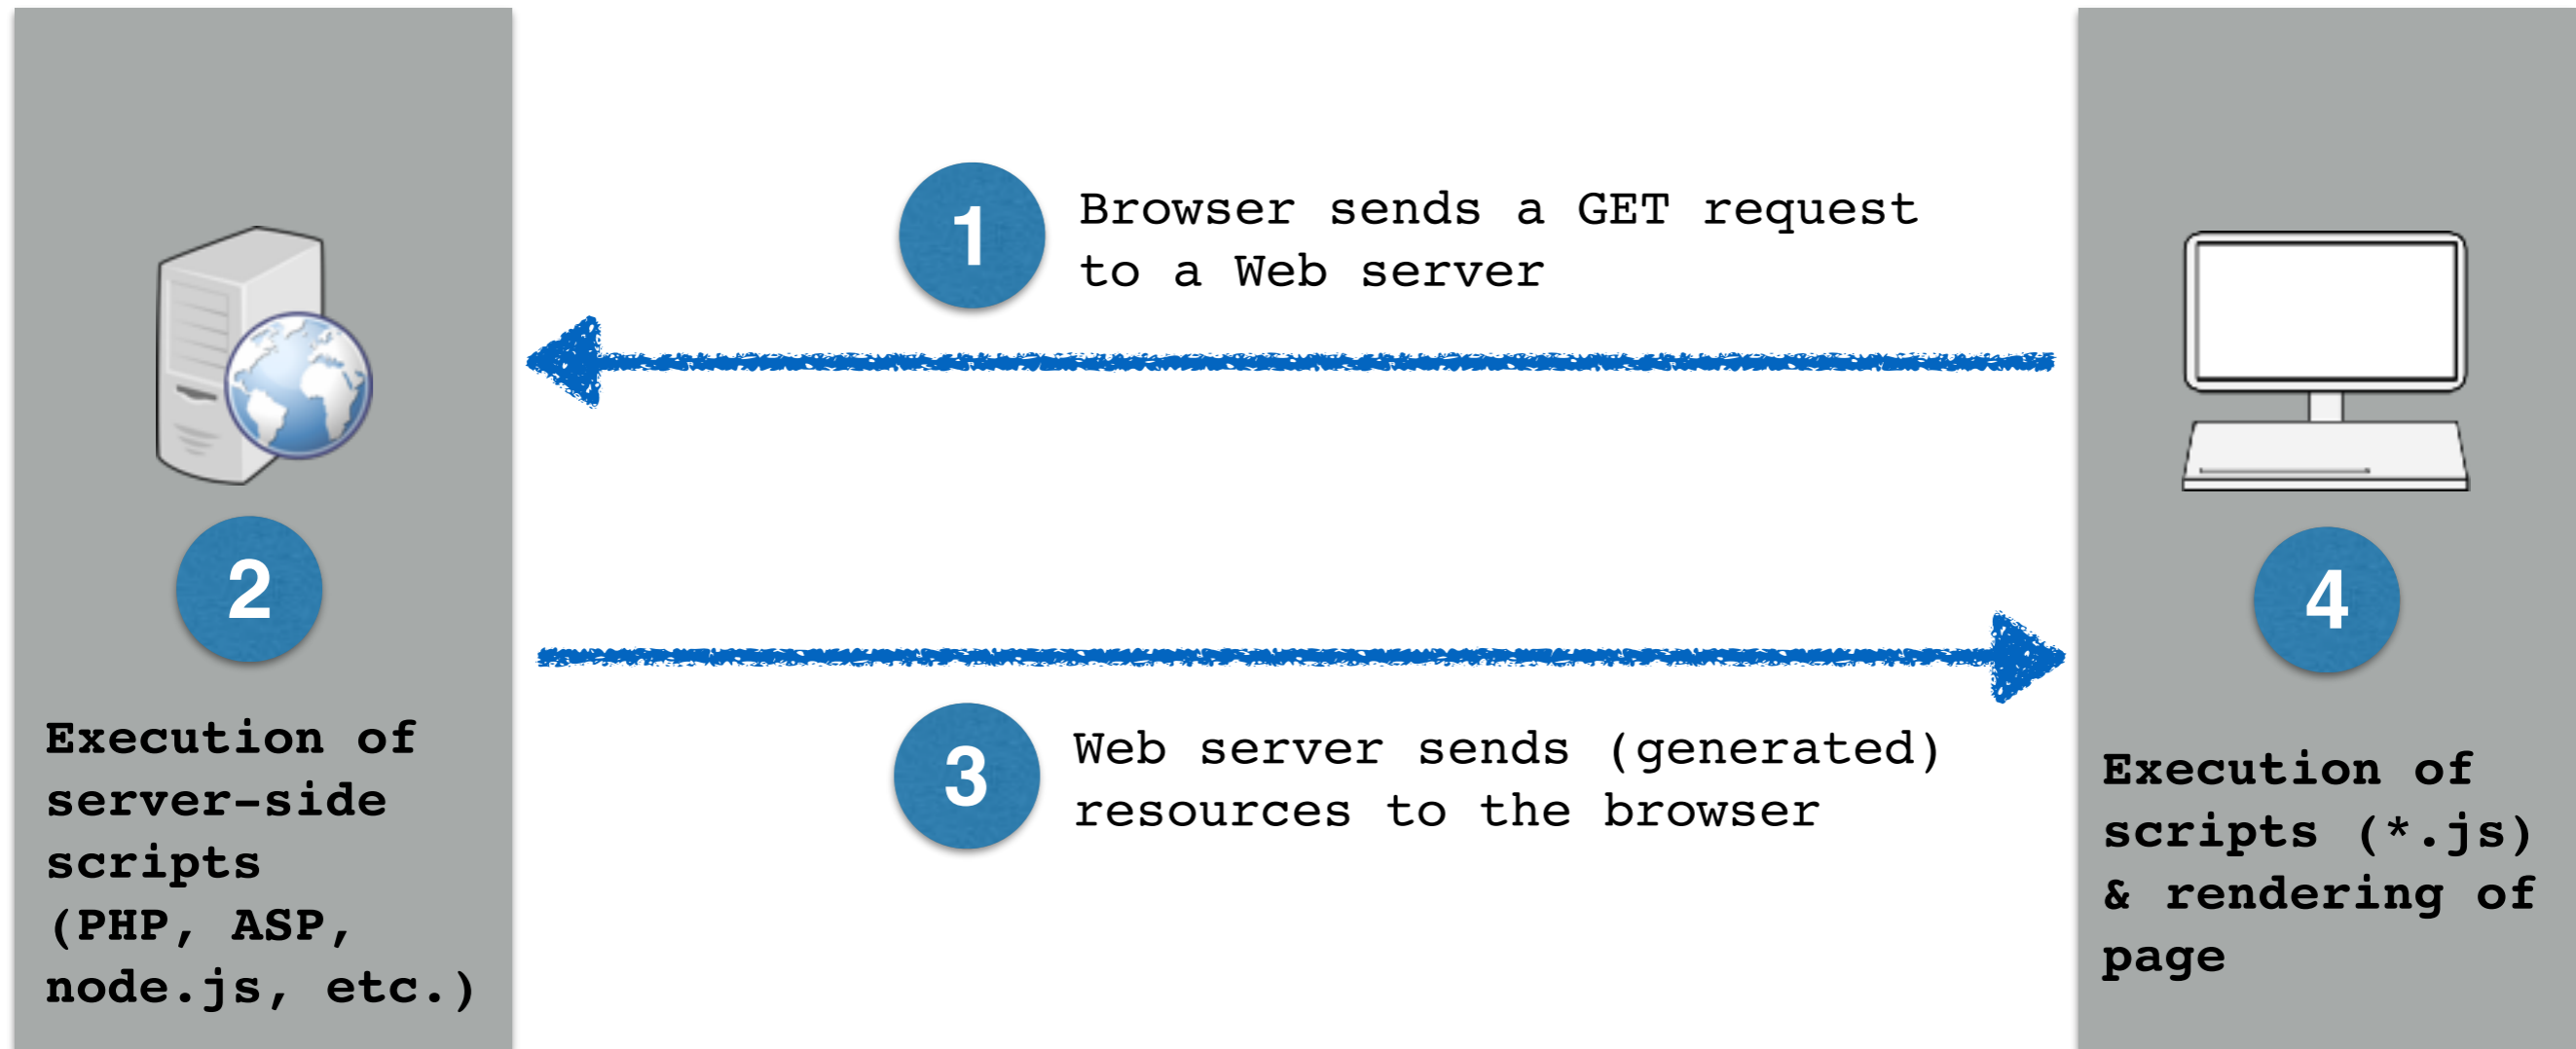 1
Browser sends a GET request
to a Web server
2
Execution of
server-side
scripts
(PHP, ASP,
node.js, etc.)
3
Web server sends (generated)
resources to the browser
4
Execution of
scripts (*.js)
& rendering of
page